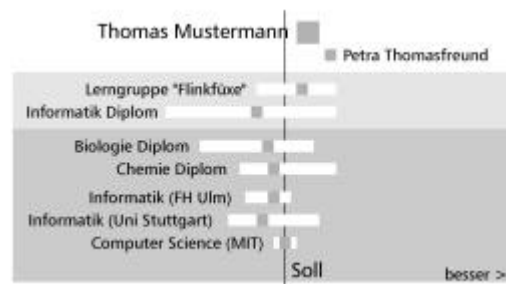 Thomas Mustermann
Petra Thomasfreund
Lerngruppe "Flinkfüxe"
Informatik Diplom
Biologie Diplom
Chemie Diplom
Informatik (FH Ulm)
Informatik (Uni Stuttgart)
Computer Science (MIT)
Soll
besser >